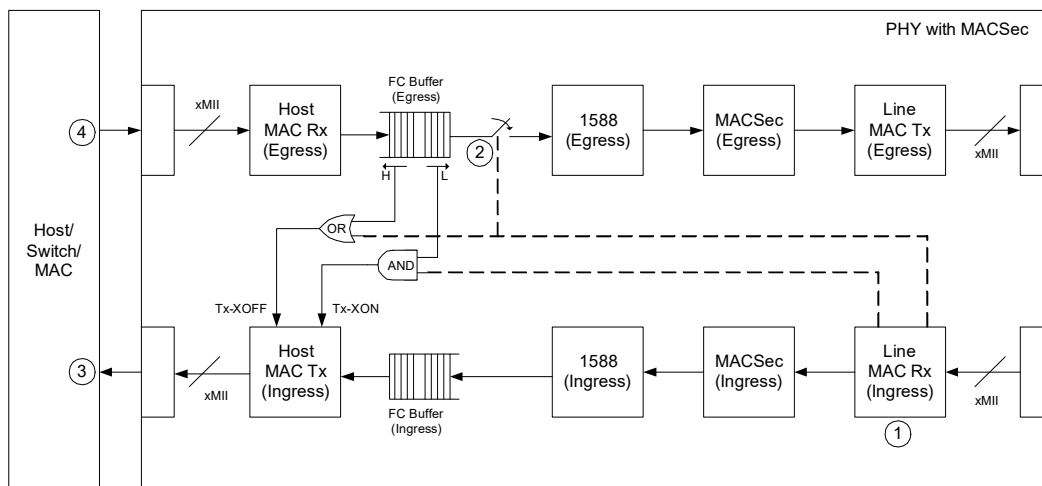 PHY with MACSec
FC Buffer
(Egress)
xMII
Host
MAC Rx
(Egress)
1588
(Egress)
MACSec
(Egress)
Line
MAC Tx
(Egress)
xMII
4
2
H
L
OR
AND
Host/
Switch/
MAC
Tx-XOFF
Tx-XON
3
xMII
Host
MAC Tx
(Ingress)
FC Buffer
(Ingress)
1588
(Ingress)
MACSec
(Ingress)
Line
MAC Rx
(Ingress)
xMII
1